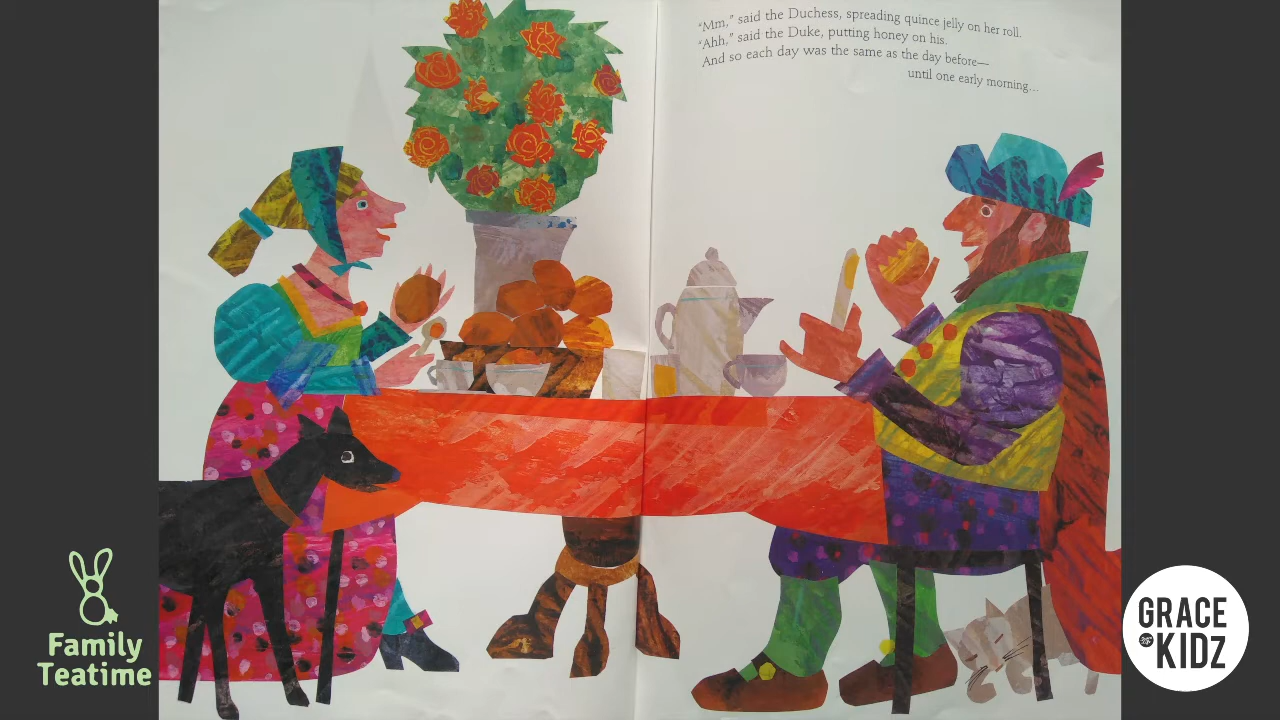 "Mm," said the Duchess, spreading quince jelly on her roll.
"Ahh," said the Duke, putting honey on his.
And so each day was the same as the day before—
until one early morning...
Family
Teatime
GRACE
KIDZ